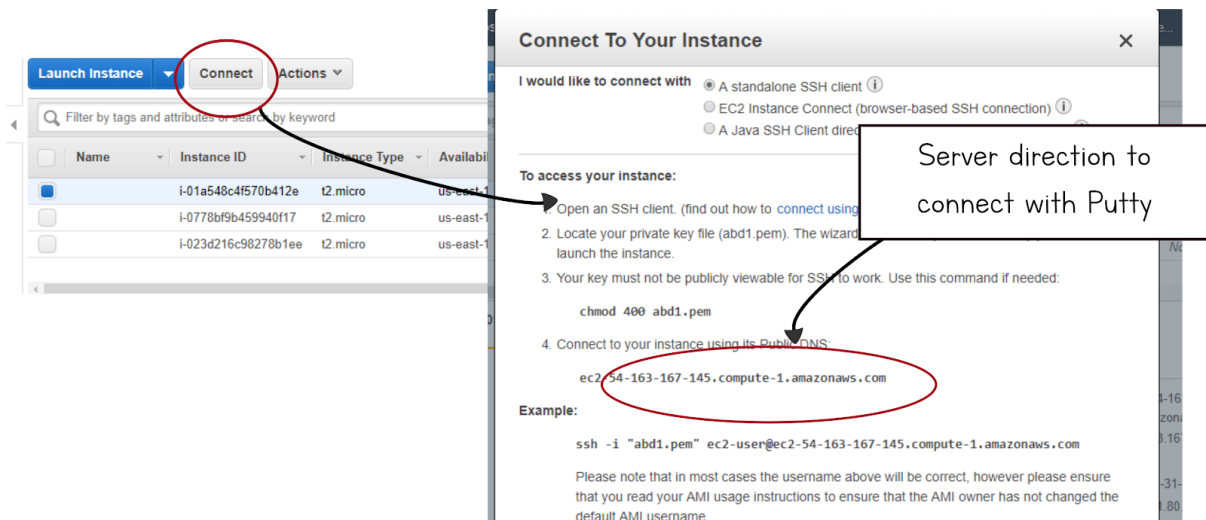 Launch Instance Connect Actions
Filter by tags and attributes or search by keyword
Name Instance ID Instance Type Availabil
i-01a548c4f570b412e t2.micro us-east-1
i-0778bf9b459940f17 t2.micro us-east-1
i-023d216c98278b1ee t2.micro us-east-1
Connect To Your Instance
I would like to connect with A standalone SSH client
EC2 Instance Connect (browser-based SSH connection)
A Java SSH Client direc
Server direction to
connect with Putty
To access your instance:
1. Open an SSH client. (find out how to connect using
2. Locate your private key file (abd1.pem). The wizard
launch the instance.
3. Your key must not be publicly viewable for SSH to work. Use this command if needed:
chmod 400 abd1.pem
4. Connect to your instance using its Public DNS:
ec2-54-163-167-145.compute-1.amazonaws.com
Example:
ssh -i "abd1.pem" ec2-user@ec2-54-163-167-145.compute-1.amazonaws.com
Please note that in most cases the username above will be correct, however please ensure
that you read your AMI usage instructions to ensure that the AMI owner has not changed the
default AMI username.